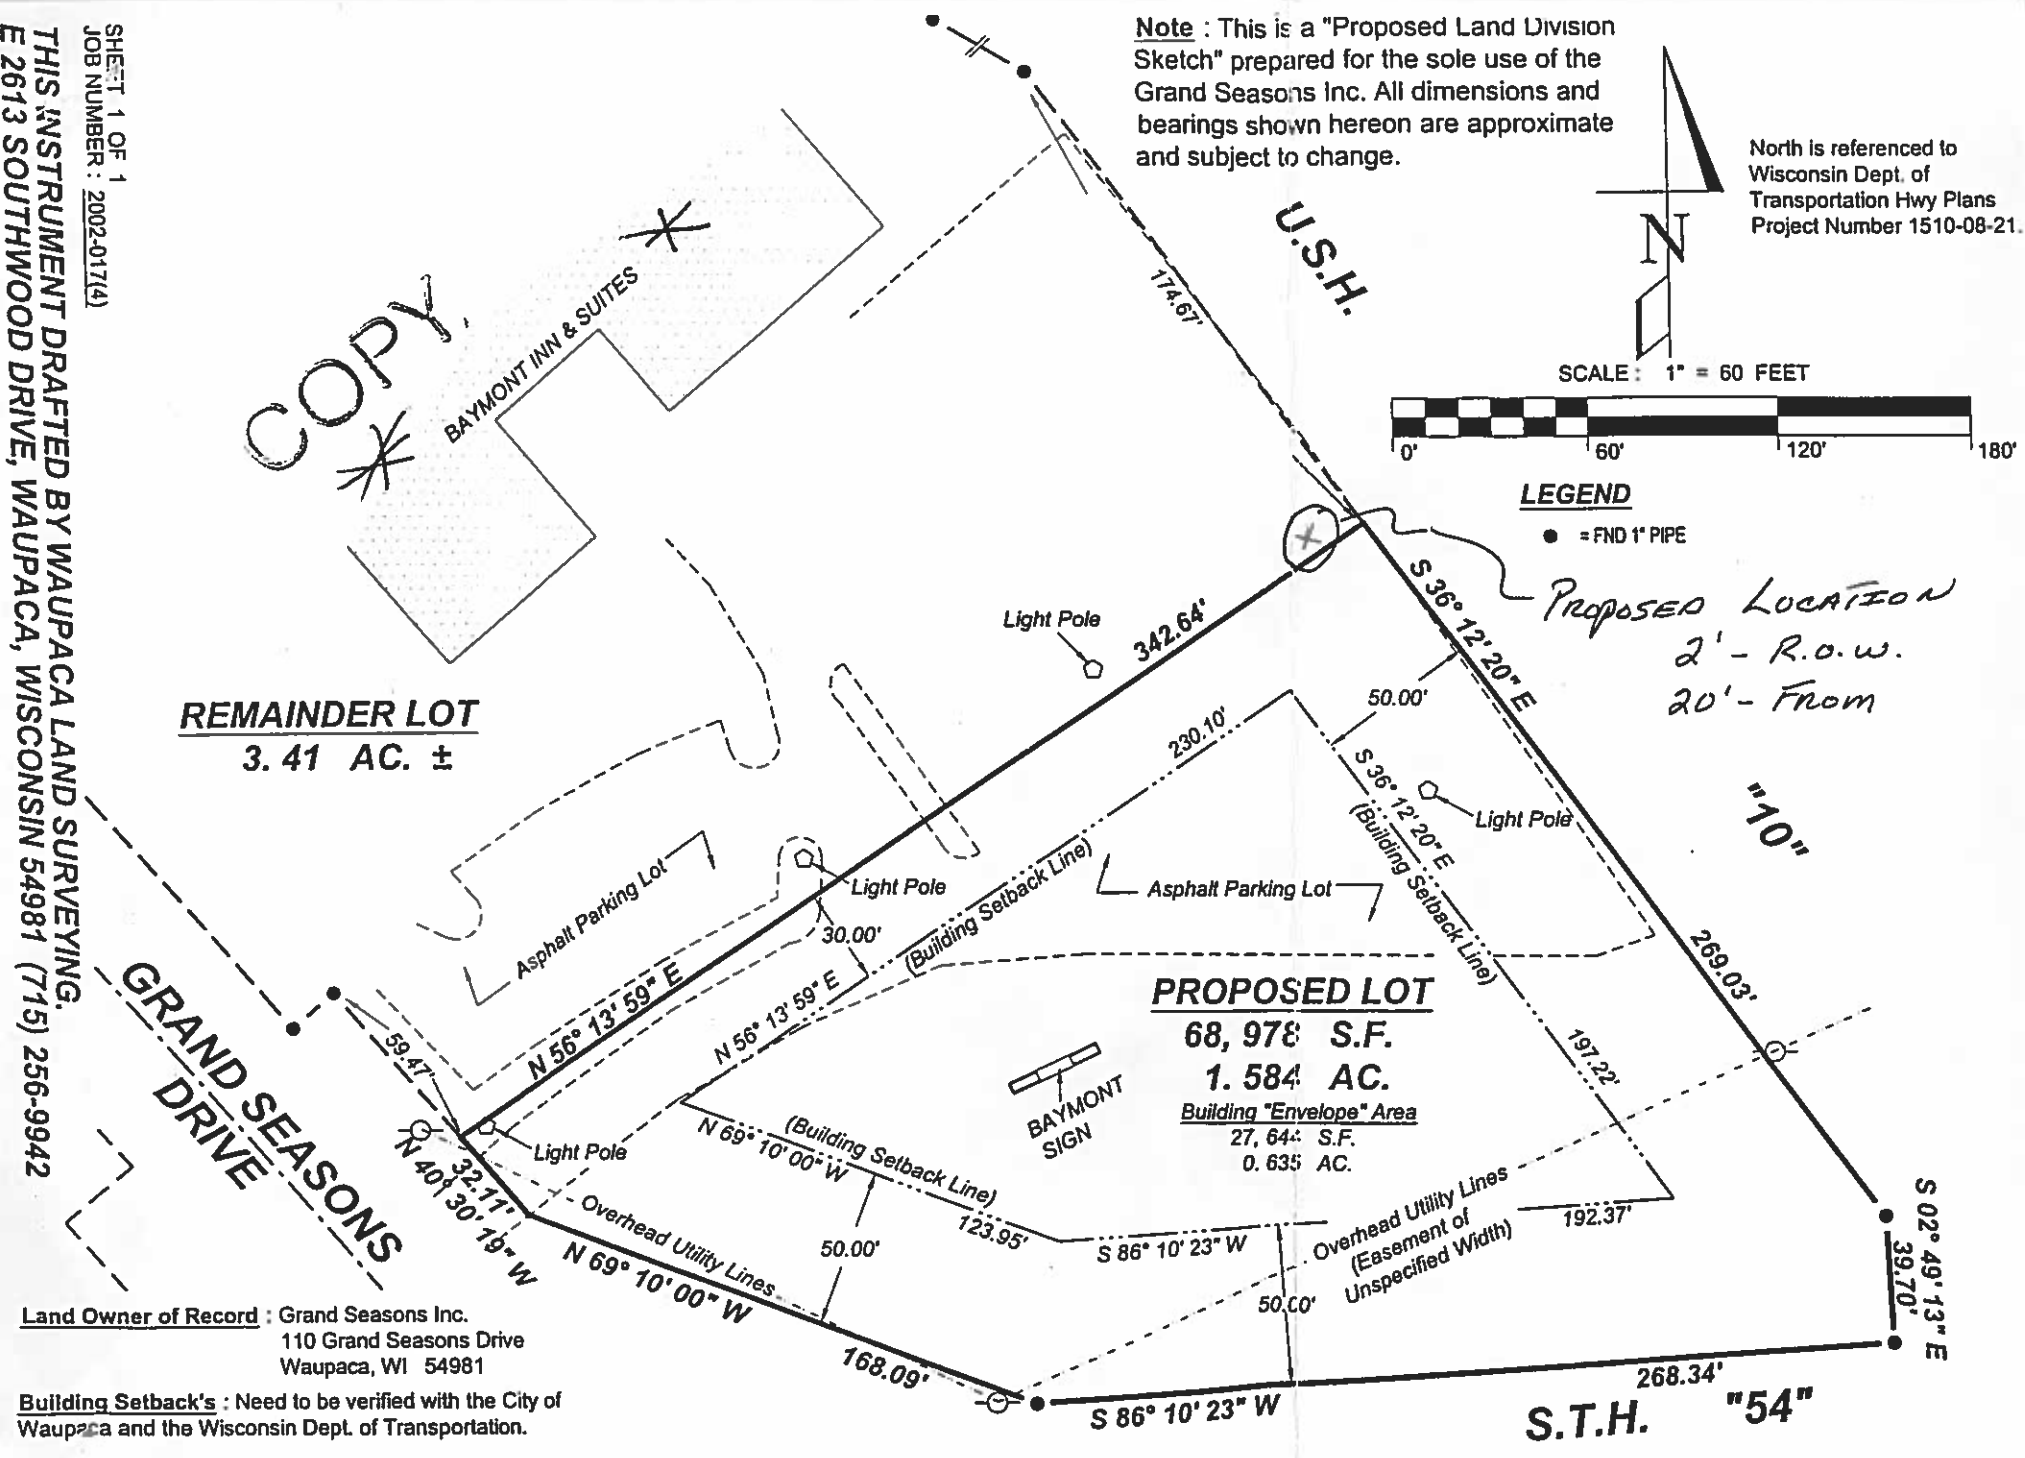 Note : This is a "Proposed Land Division
Sketch" prepared for the sole use of the
Grand Seasons Inc. All dimensions and
bearings shown hereon are approximate
and subject to change.
North is referenced to
Wisconsin Dept. of
Transportation Hwy Plans
Project Number 1510-08-21.
N
SCALE : 1" = 60 FEET
0'
60'
120'
180'
LEGEND
= FND 1" PIPE
PROPOSED LOCATION
2' - R.O.W.
20' - FROM
SHEET 1 OF 1
JOB NUMBER : 2002-017(4)
THIS INSTRUMENT DRAFTED BY WAUPACA LAND SURVEYING.
E 2613 SOUTHWOOD DRIVE, WAUPACA, WISCONSIN 54981 (715) 256-9942
COPY
BAYMONT INN & SUITES
U.S.H.
"10"
174.67'
S 36° 12' 20" E
269.03'
342.64'
Light Pole
50.00'
230.10'
S 36° 12' 20" E
(Building Setback Line)
Light Pole
197.22'
REMAINDER LOT
3.41 AC. ±
Asphalt Parking Lot
Light Pole
30.00'
(Building Setback Line)
Asphalt Parking Lot
N 56° 13' 59" E
N 56° 13' 59" E
PROPOSED LOT
68,978 S.F.
1.584 AC.
Building "Envelope" Area
27,644 S.F.
0.635 AC.
BAYMONT
SIGN
59.47'
GRAND SEASONS
DRIVE
Light Pole
32.11'
N 40° 30' 19" W
(Building Setback Line)
N 69° 10' 00" W
123.95'
S 86° 10' 23" W
192.37'
Overhead Utility Lines
(Easement of
Unspecified Width)
Overhead Utility Lines
50.00'
50.00'
N 69° 10' 00" W
168.09'
S 86° 10' 23" W
268.34'
S 02° 49' 13" E
39.70'
S.T.H. "54"
Land Owner of Record : Grand Seasons Inc.
110 Grand Seasons Drive
Waupaca, WI 54981
Building Setback's : Need to be verified with the City of
Waupaca and the Wisconsin Dept. of Transportation.